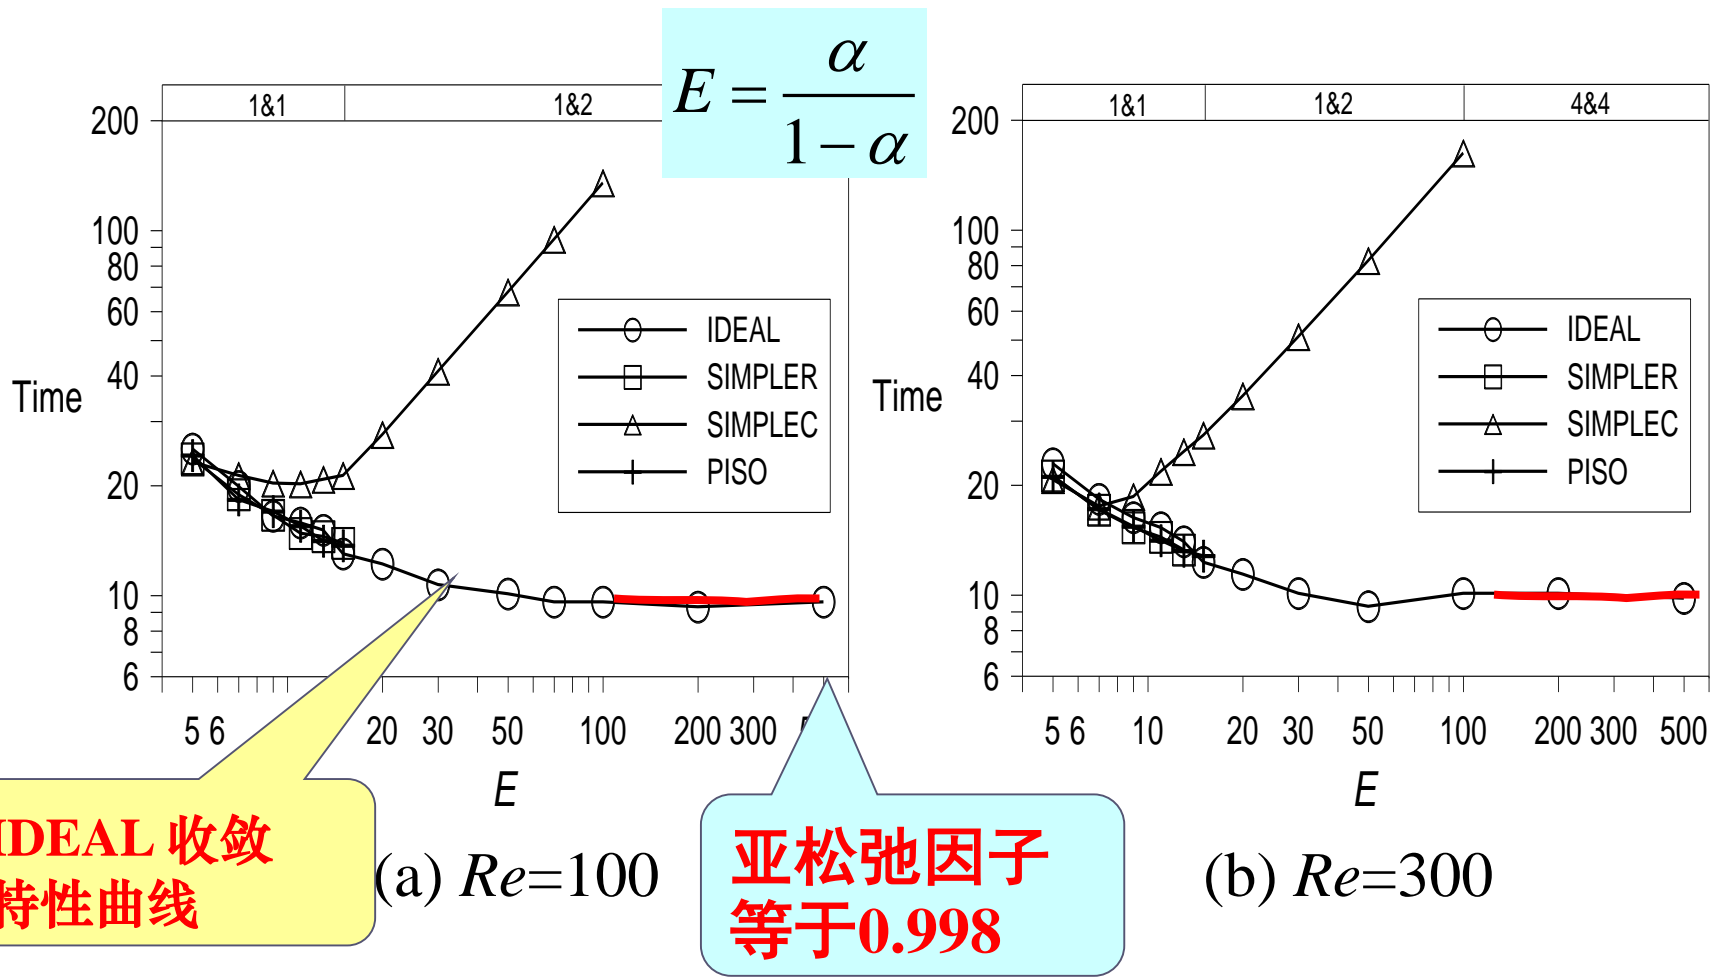 E = α / (1 − α)
1&1 1&2
200
100
80
60
40
20
10
8
6
Time
IDEAL
SIMPLER
SIMPLEC
PISO
5 6 20 30 50 100 200 300
E
(a) Re=100
IDEAL 收敛
特性曲线
亚松弛因子
等于0.998
1&1 1&2 4&4
200
100
80
60
40
20
10
8
6
Time
IDEAL
SIMPLER
SIMPLEC
PISO
5 6 10 20 30 50 100 200 300 500
E
(b) Re=300